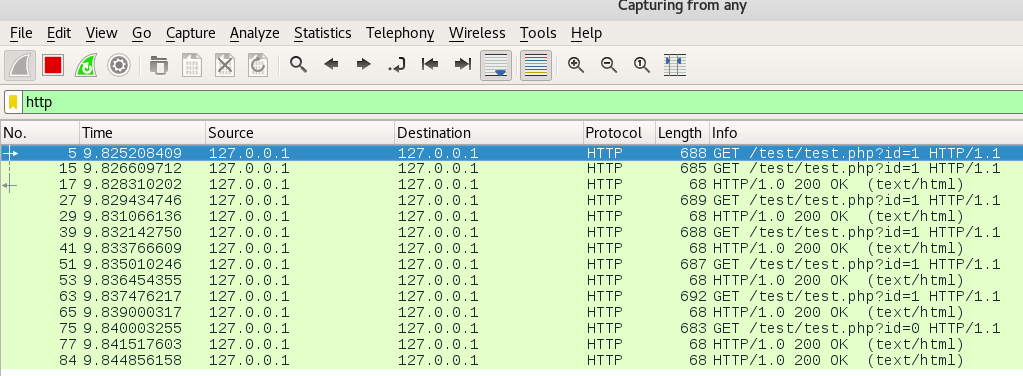 Capturing from any
File Edit View Go Capture Analyze Statistics Telephony Wireless Tools Help
http
No. Time Source Destination Protocol Length Info
5 9.825208409 127.0.0.1 127.0.0.1 HTTP 688 GET /test/test.php?id=1 HTTP/1.1
15 9.826609712 127.0.0.1 127.0.0.1 HTTP 685 GET /test/test.php?id=1 HTTP/1.1
17 9.828310202 127.0.0.1 127.0.0.1 HTTP 68 HTTP/1.0 200 OK (text/html)
27 9.829434746 127.0.0.1 127.0.0.1 HTTP 689 GET /test/test.php?id=1 HTTP/1.1
29 9.831066136 127.0.0.1 127.0.0.1 HTTP 68 HTTP/1.0 200 OK (text/html)
39 9.832142750 127.0.0.1 127.0.0.1 HTTP 688 GET /test/test.php?id=1 HTTP/1.1
41 9.833766609 127.0.0.1 127.0.0.1 HTTP 68 HTTP/1.0 200 OK (text/html)
51 9.835010246 127.0.0.1 127.0.0.1 HTTP 687 GET /test/test.php?id=1 HTTP/1.1
53 9.836454355 127.0.0.1 127.0.0.1 HTTP 68 HTTP/1.0 200 OK (text/html)
63 9.837476217 127.0.0.1 127.0.0.1 HTTP 692 GET /test/test.php?id=1 HTTP/1.1
65 9.839000317 127.0.0.1 127.0.0.1 HTTP 68 HTTP/1.0 200 OK (text/html)
75 9.840003255 127.0.0.1 127.0.0.1 HTTP 683 GET /test/test.php?id=0 HTTP/1.1
77 9.841517603 127.0.0.1 127.0.0.1 HTTP 68 HTTP/1.0 200 OK (text/html)
84 9.844856158 127.0.0.1 127.0.0.1 HTTP 68 HTTP/1.0 200 OK (text/html)